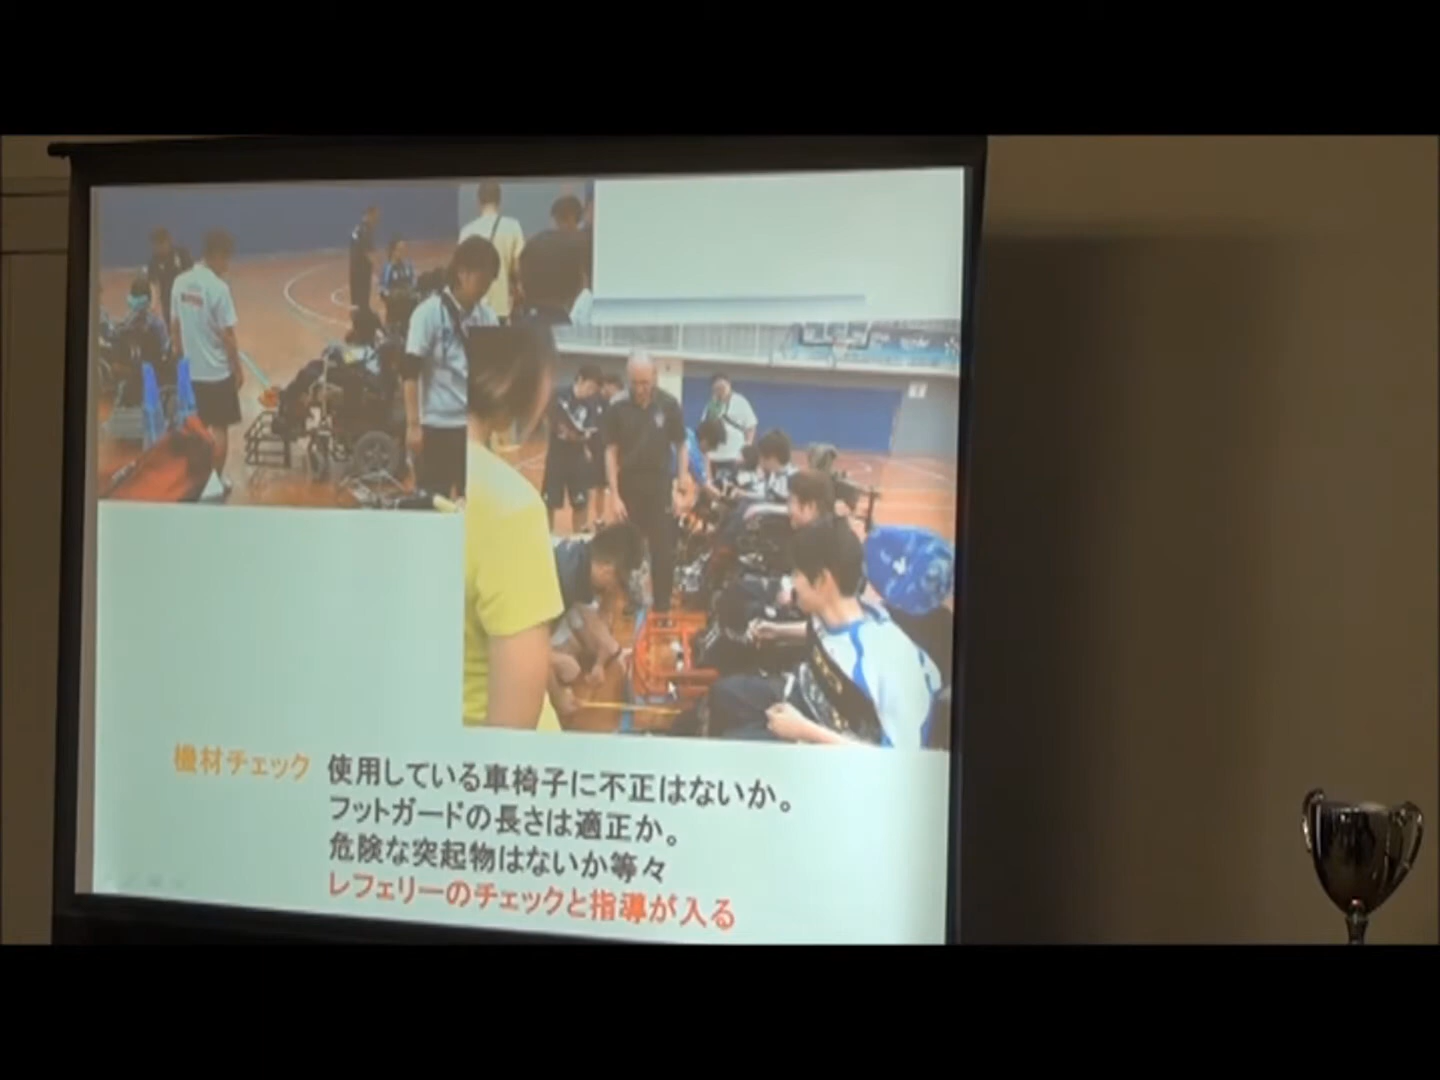 機材チェック 使用している車椅子に不正はないか。
フットガードの長さは適正か。
危険な突起物はないか等々
レフェリーのチェックと指導が入る